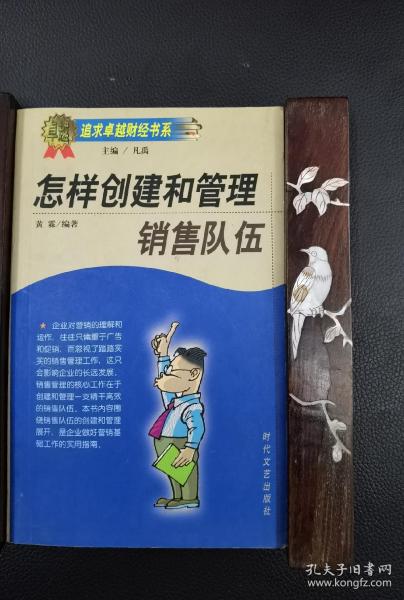 追求卓越财经书系
主编/凡禹
怎样创建和管理
黄霖/编著
销售队伍
★ 企业对营销的理解和
运作，往往只偏重于广告
和促销，而忽视了踏踏实
实的销售管理工作，这只
会影响企业的长远发展。
销售管理的核心工作在于
创建和管理一支精干高效
的销售队伍。本书内容围
绕销售队伍的创建和管理
展开，是企业做好营销基
础工作的实用指南。
时代文艺出版社
孔夫子旧书网
www.kongfz.com